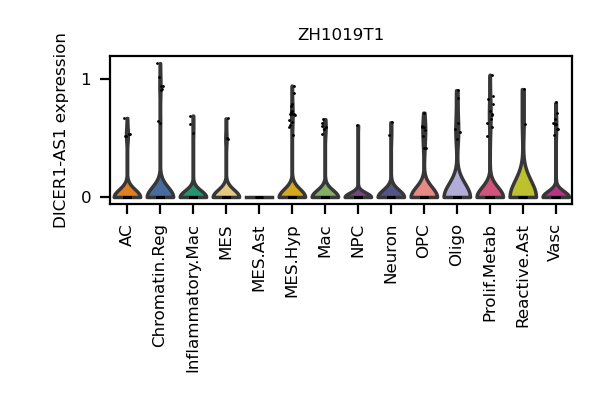 ZH1019T1
DICER1-AS1 expression
1
0
AC
Chromatin.Reg
Inflammatory.Mac
MES
MES.Ast
MES.Hyp
Mac
NPC
Neuron
OPC
Oligo
Prolif.Metab
Reactive.Ast
Vasc